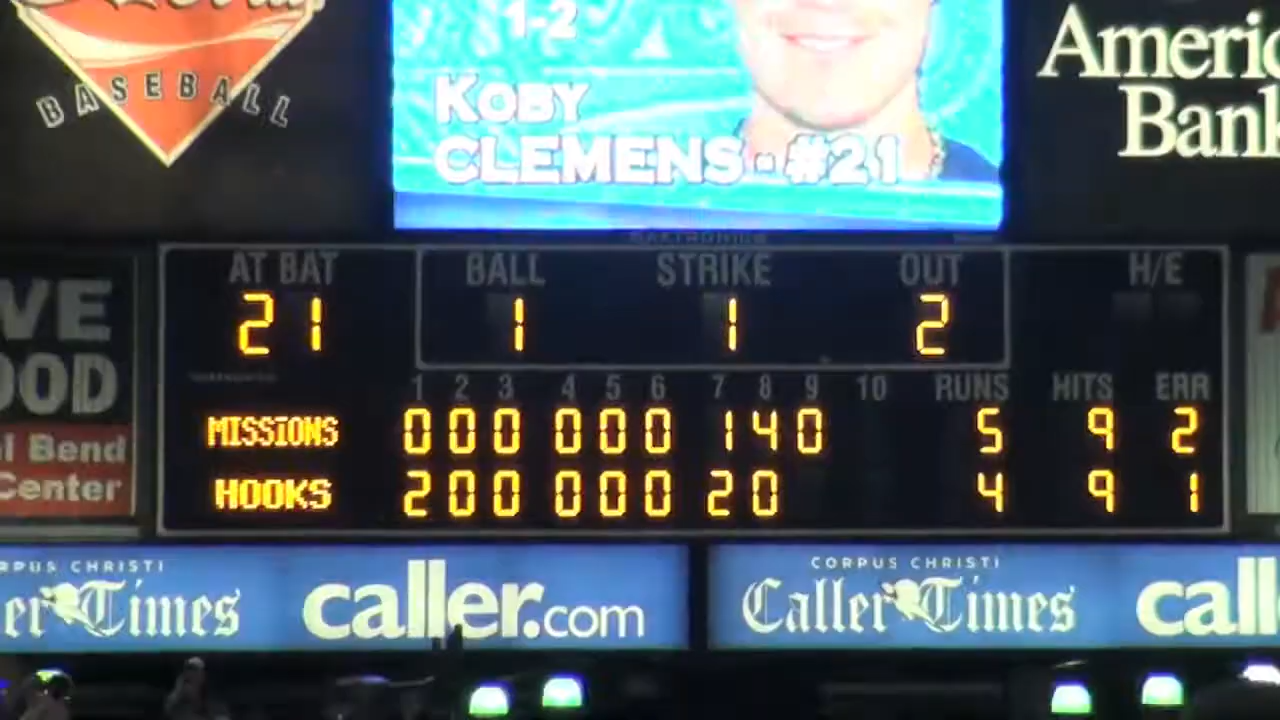 BASEBALL
1-2
KOBY
CLEMENS - #21
Americ
Bank
DAKTRONICS
AT BAT BALL STRIKE OUT H/E
21 1 1 2
1 2 3 4 5 6 7 8 9 10 RUNS HITS ERR
MISSIONS 0 0 0 0 0 0 1 4 0 5 9 2
HOOKS 2 0 0 0 0 0 2 0 4 9 1
VE
OOD
l Bend
Center
RPUS CHRISTI
er Times
caller.com
CORPUS CHRISTI
Caller Times
call